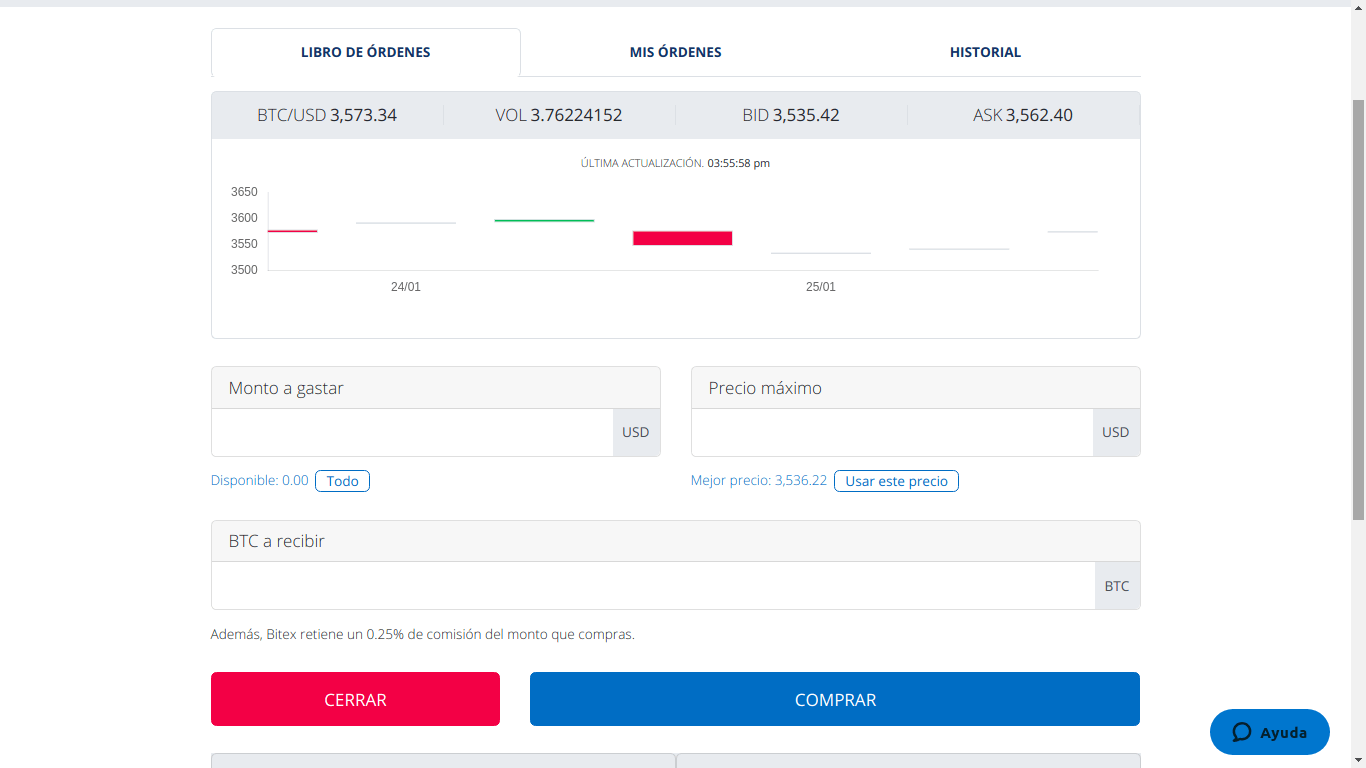 LIBRO DE ÓRDENES MIS ÓRDENES HISTORIAL
BTC/USD 3,573.34 VOL 3.76224152 BID 3,535.42 ASK 3,562.40
ÚLTIMA ACTUALIZACIÓN. 03:55:58 pm
3650
3600
3550
3500
24/01 25/01
Monto a gastar Precio máximo
USD USD
Disponible: 0.00 Todo Mejor precio: 3,536.22 Usar este precio
BTC a recibir
BTC
Además, Bitex retiene un 0.25% de comisión del monto que compras.
CERRAR COMPRAR
Ayuda